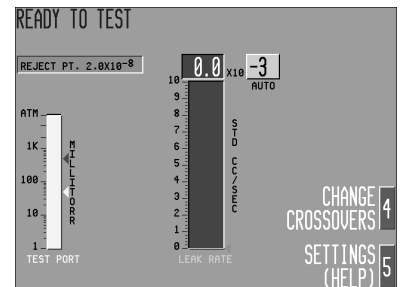 READY TO TEST
REJECT PT. 2.0X10-8
0.0 X10 -3
AUTO
10
9
8
7
6
5
4
3
2
1
0
STD CC/SEC
LEAK RATE
ATM
1K
100
10
1
MILLITORR
TEST PORT
CHANGE
CROSSOVERS 4
SETTINGS
(HELP) 5